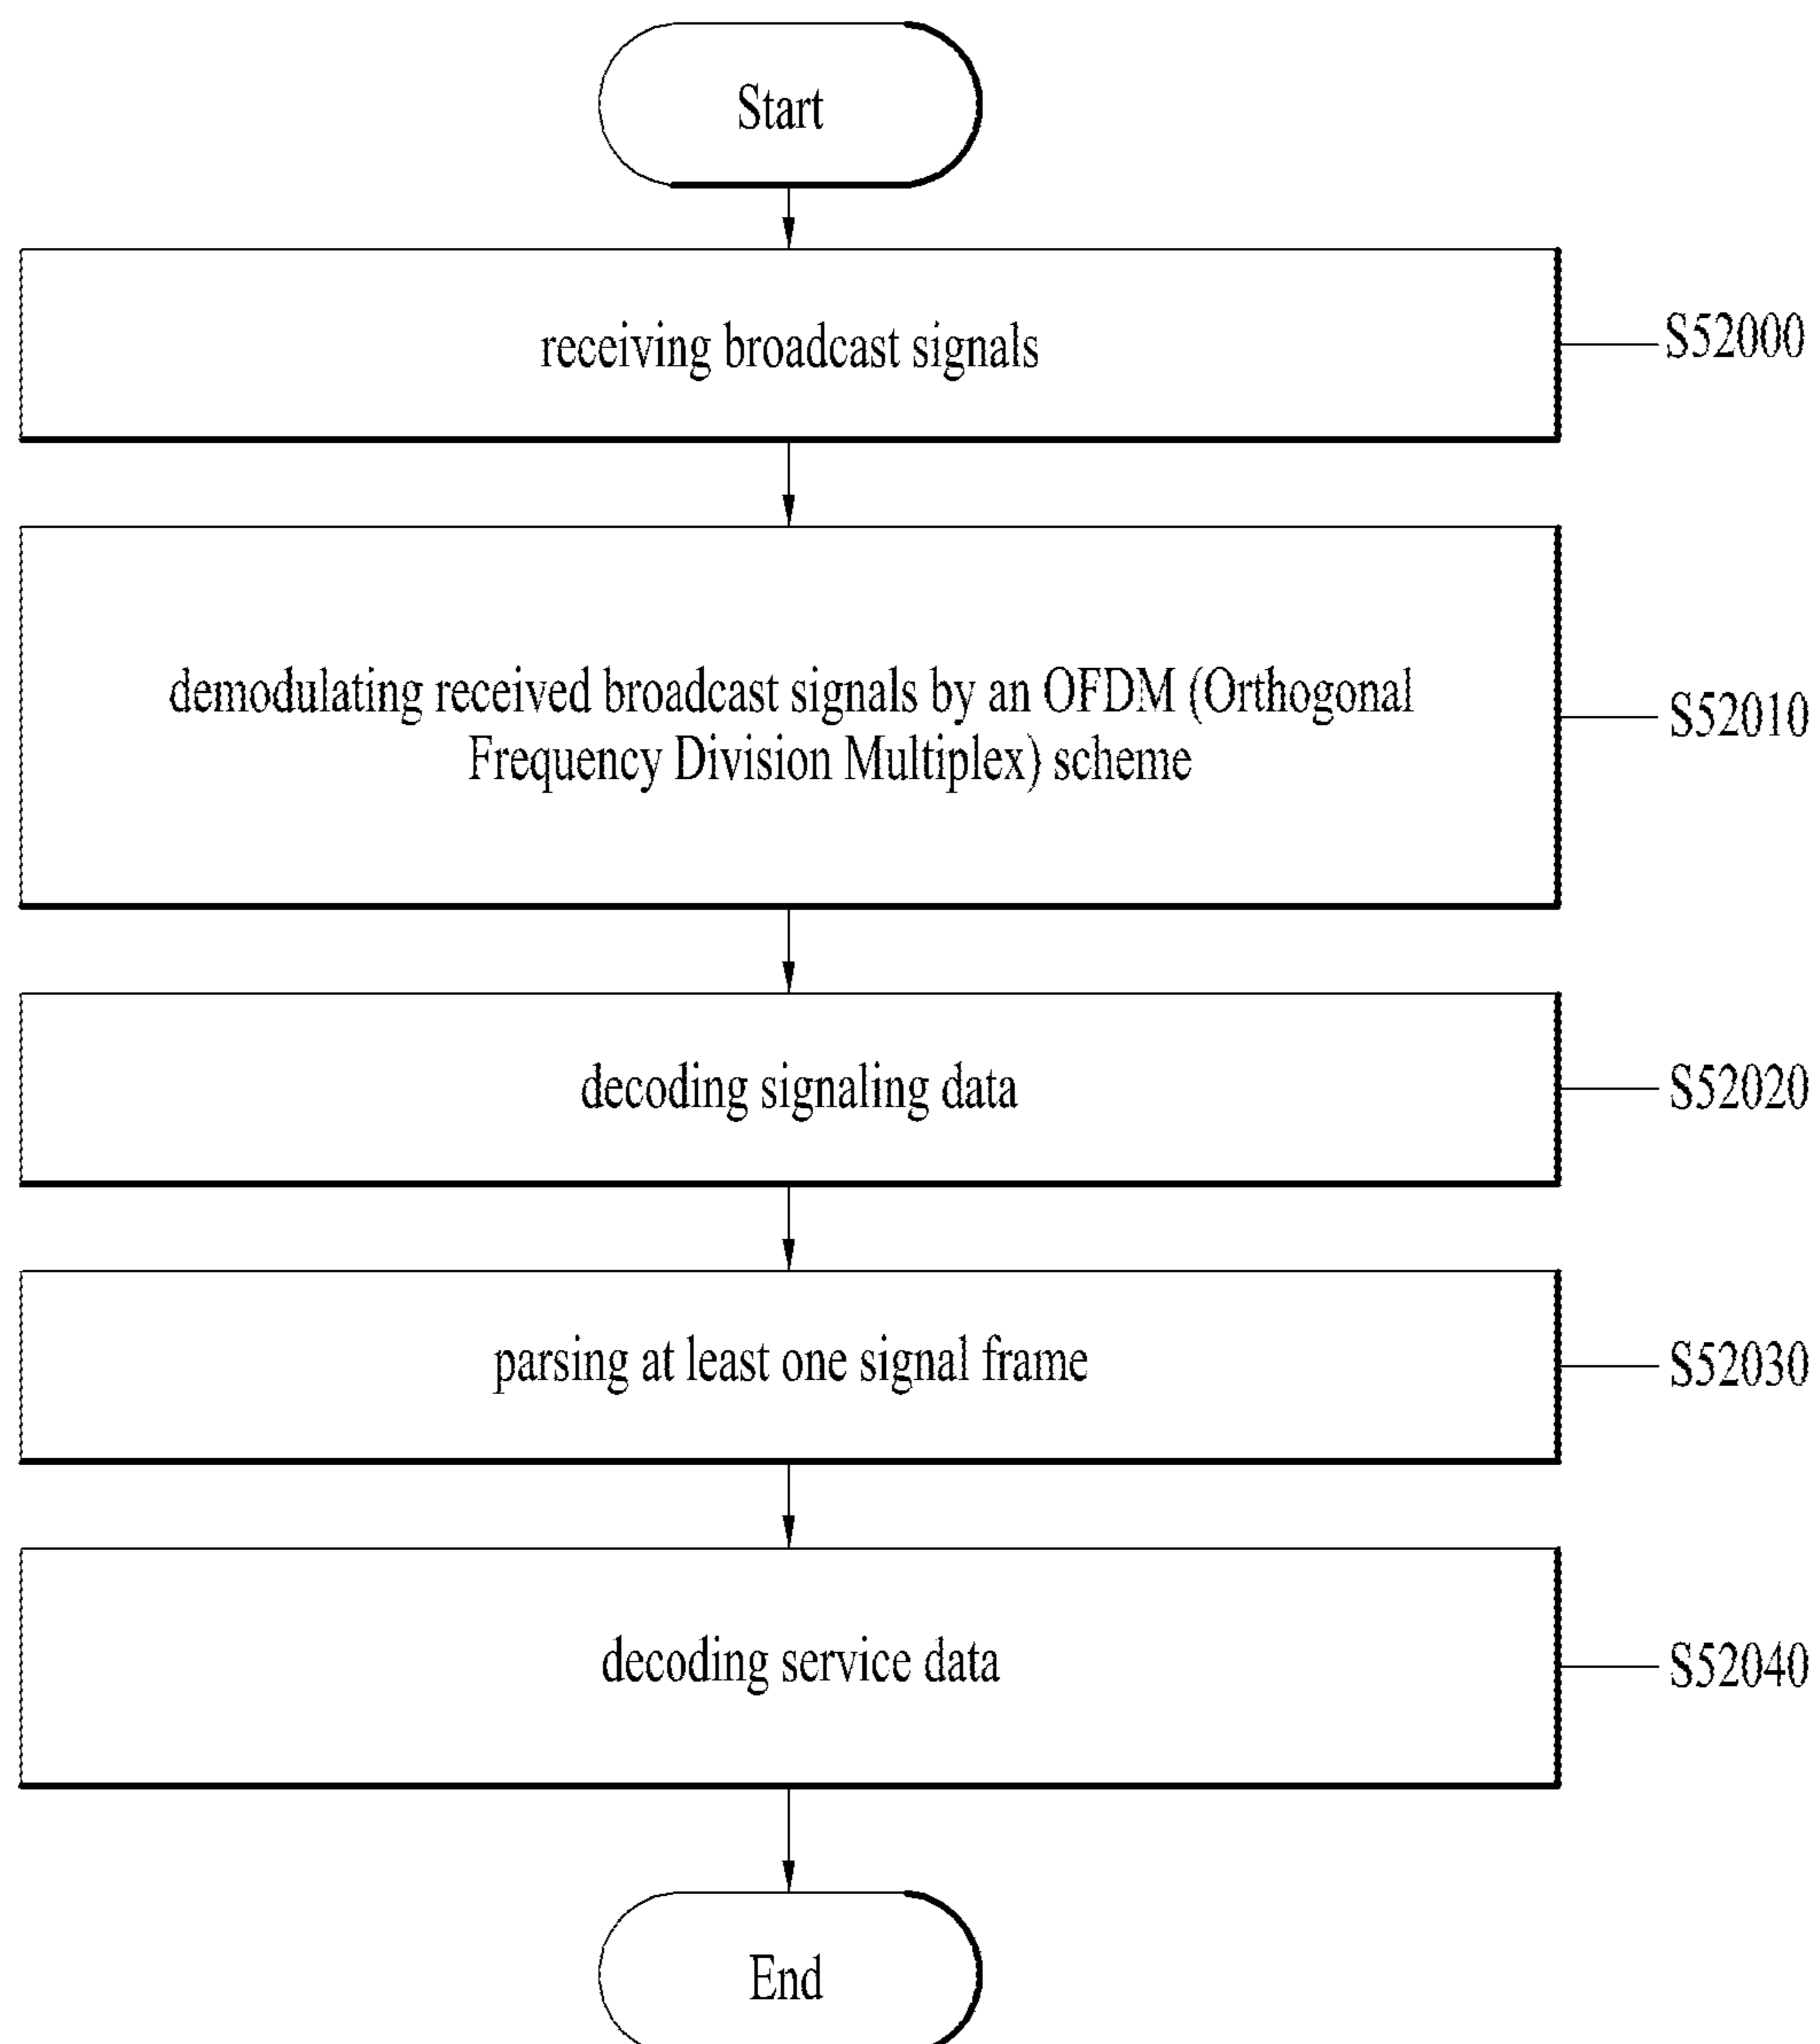 Start
receiving broadcast signals
S52000
demodulating received broadcast signals by an OFDM (Orthogonal
Frequency Division Multiplex) scheme
S52010
decoding signaling data
S52020
parsing at least one signal frame
S52030
decoding service data
S52040
End